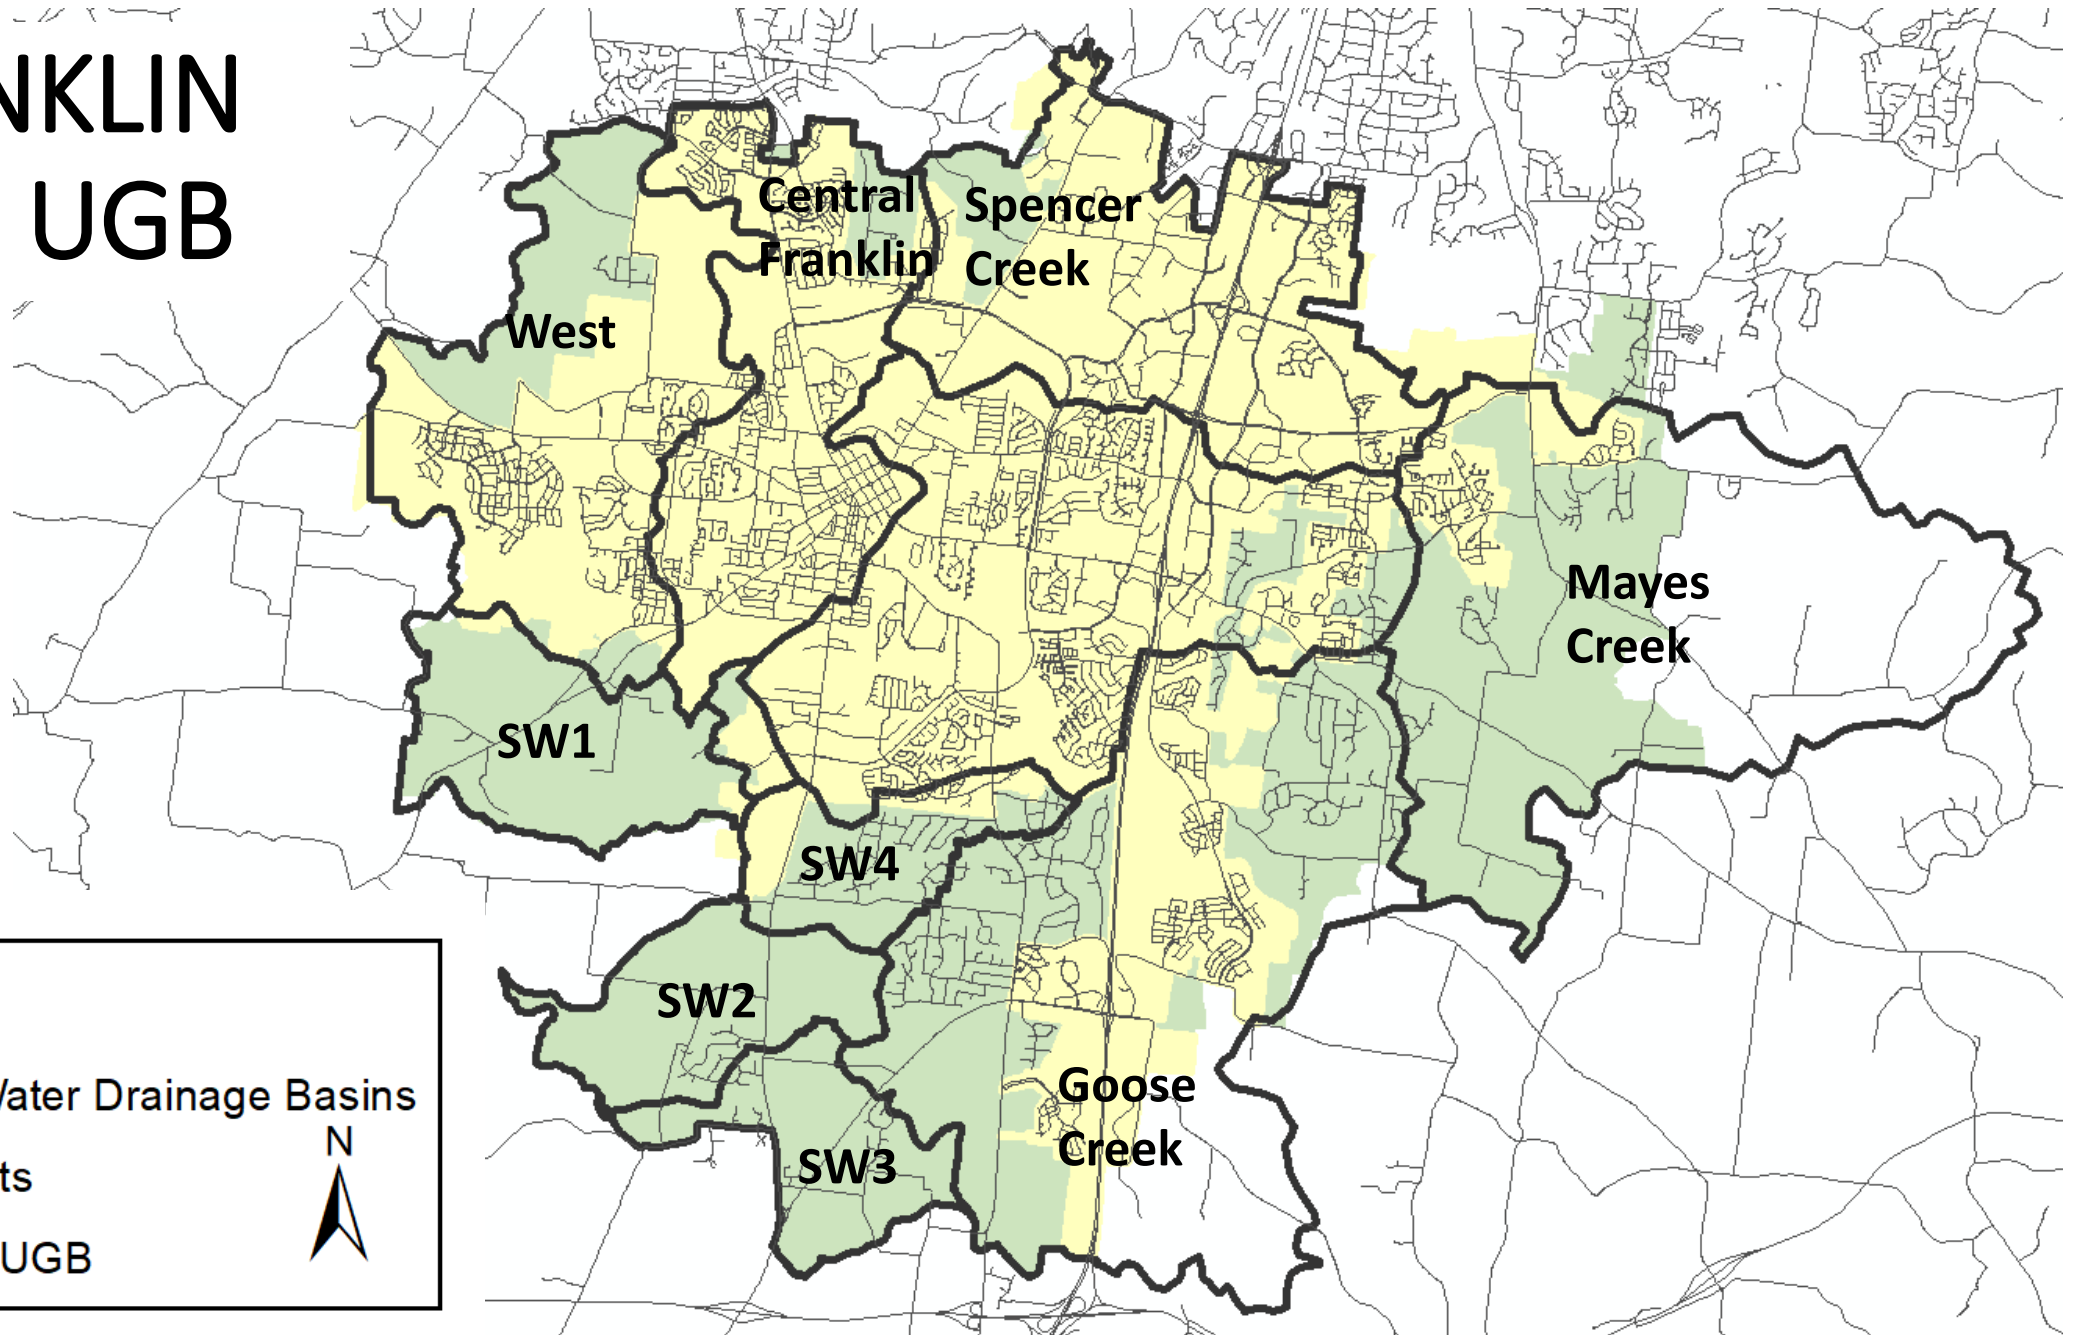 NKLIN
UGB
Central
Franklin
Spencer
Creek
West
Mayes
Creek
SW1
SW4
SW2
Goose
Creek
SW3
Water Drainage Basins
N
ts
UGB